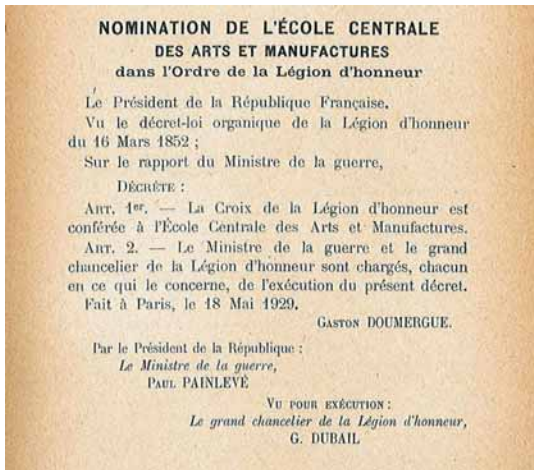 NOMINATION DE L'ÉCOLE CENTRALE
DES ARTS ET MANUFACTURES
dans l'Ordre de la Légion d'honneur
Le Président de la République Française.
Vu le décret-loi organique de la Légion d'honneur
du 16 Mars 1852 ;
Sur le rapport du Ministre de la guerre,
DÉCRÈTE :
ART. 1er. — La Croix de la Légion d'honneur est
conférée à l'École Centrale des Arts et Manufactures.
ART. 2. — Le Ministre de la guerre et le grand
chancelier de la Légion d'honneur sont chargés, chacun
en ce qui le concerne, de l'exécution du présent décret.
Fait à Paris, le 18 Mai 1929.
GASTON DOUMERGUE.
Par le Président de la République :
Le Ministre de la guerre,
PAUL PAINLEVÉ
VU POUR EXÉCUTION :
Le grand chancelier de la Légion d'honneur,
G. DUBAIL